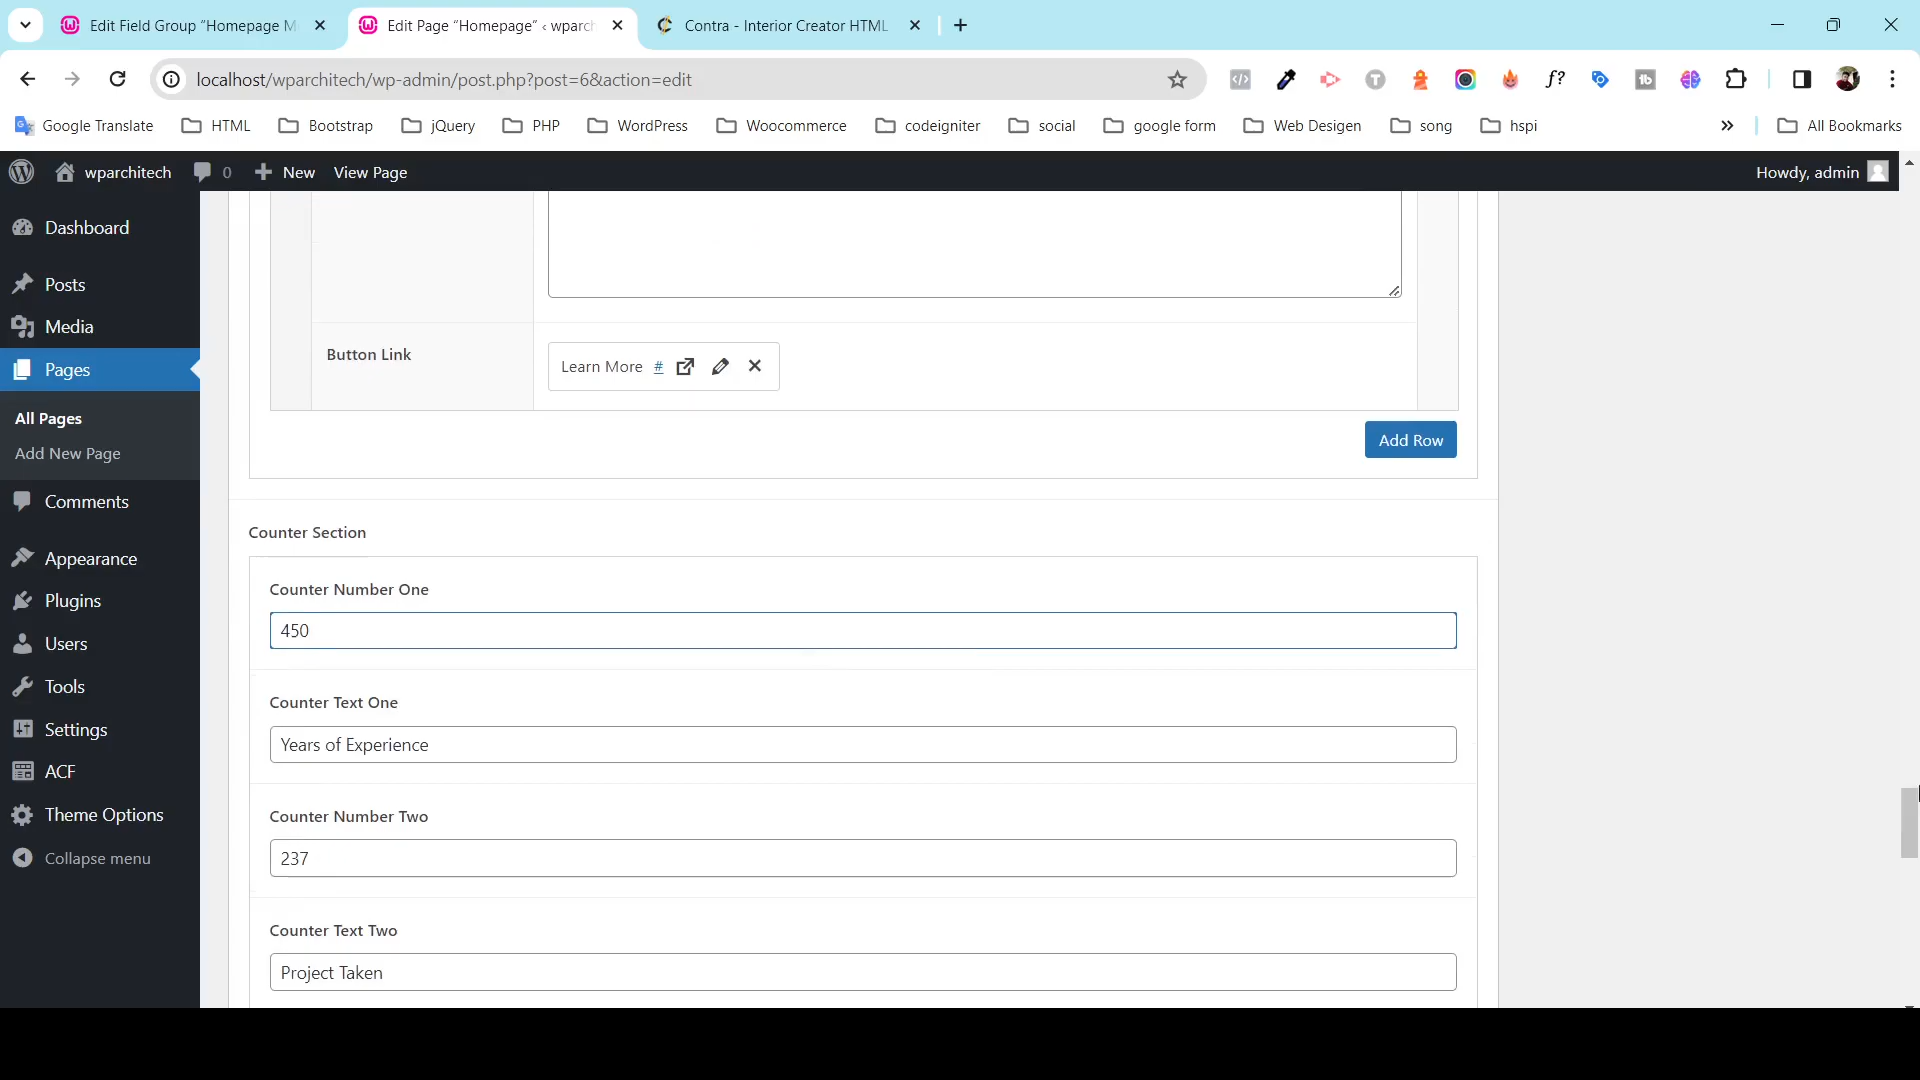 Edit Field Group “Homepage M
Edit Page “Homepage” ‹ wparch
Contra - Interior Creator HTML
localhost/wparchitech/wp-admin/post.php?post=6&action=edit
Google Translate
HTML
Bootstrap
jQuery
PHP
WordPress
Woocommerce
codeigniter
social
google form
Web Desigen
song
hspi
»
All Bookmarks
wparchitech
0
New
View Page
Howdy, admin
Dashboard
Posts
Media
Pages
All Pages
Add New Page
Comments
Appearance
Plugins
Users
Tools
Settings
ACF
Theme Options
Collapse menu
Button Link
Learn More #
Add Row
Counter Section
Counter Number One
450
Counter Text One
Years of Experience
Counter Number Two
237
Counter Text Two
Project Taken